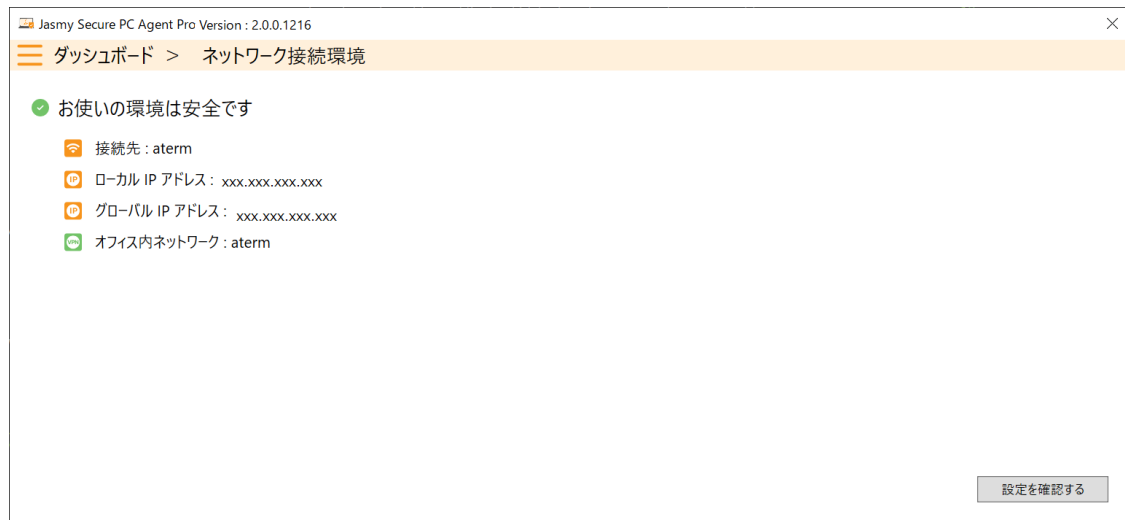 Jasmy Secure PC Agent Pro Version : 2.0.0.1216
ダッシュボード > ネットワーク接続環境
お使いの環境は安全です
接続先 : aterm
IP ローカル IP アドレス : xxx.xxx.xxx.xxx
IP グローバル IP アドレス : xxx.xxx.xxx.xxx
VPN オフィス内ネットワーク : aterm
設定を確認する